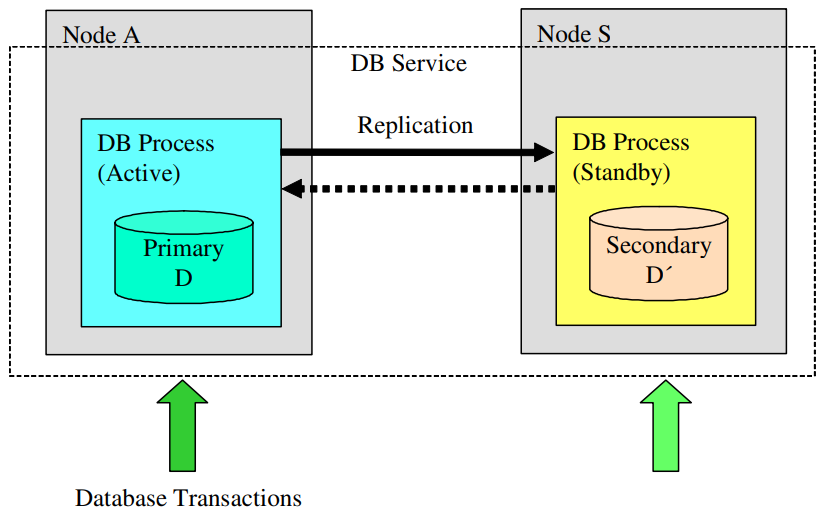 Node A
Node S
DB Service
Replication
DB Process
(Active)
DB Process
(Standby)
Primary
D
Secondary
D´
Database Transactions